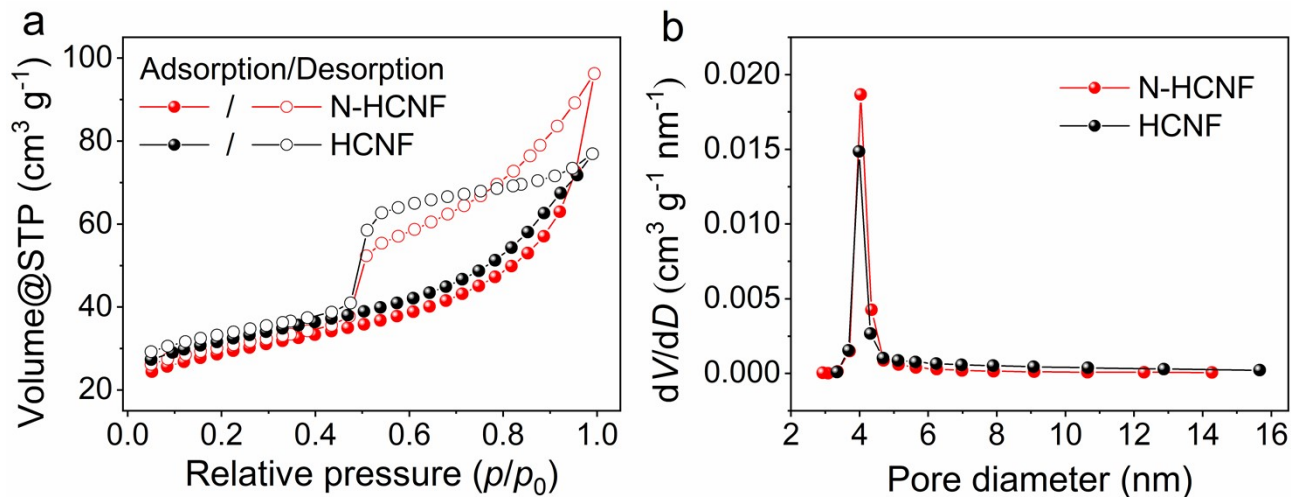 a
Adsorption/Desorption
/ N-HCNF
/ HCNF
100
80
60
40
20
Volume@STP (cm³ g⁻¹)
0.0 0.2 0.4 0.6 0.8 1.0
Relative pressure (p/p₀)
b
N-HCNF
HCNF
0.020
0.015
0.010
0.005
0.000
dV/dD (cm³ g⁻¹ nm⁻¹)
2 4 6 8 10 12 14 16
Pore diameter (nm)